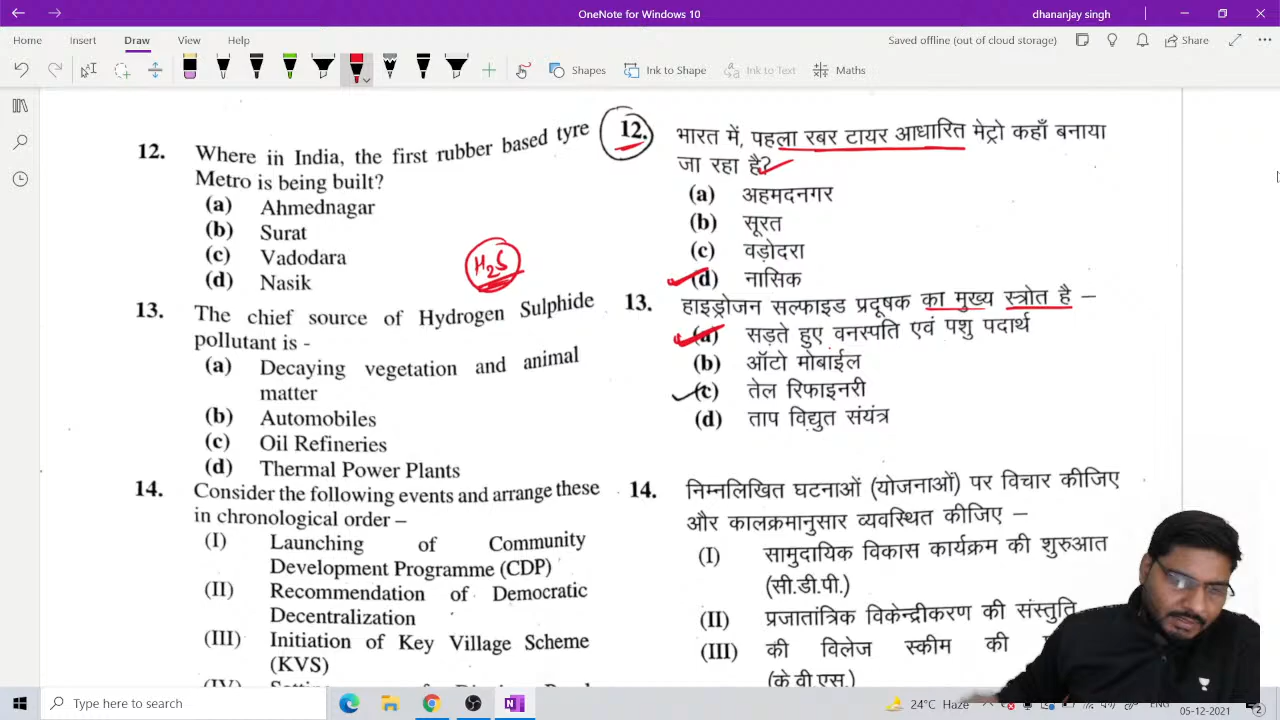 OneNote for Windows 10
dhananjay singh
Home Insert Draw View Help
Saved offline (out of cloud storage)
Share
Shapes
Ink to Shape
Ink to Text
Maths
12. Where in India, the first rubber based tyre
Metro is being built?
(a) Ahmednagar
(b) Surat
(c) Vadodara
(d) Nasik
H2S
13. The chief source of Hydrogen Sulphide
pollutant is -
(a) Decaying vegetation and animal
matter
(b) Automobiles
(c) Oil Refineries
(d) Thermal Power Plants
14. Consider the following events and arrange these
in chronological order –
(I) Launching of Community
Development Programme (CDP)
(II) Recommendation of Democratic
Decentralization
(III) Initiation of Key Village Scheme
(KVS)
12. भारत में, पहला रबर टायर आधारित मेट्रो कहाँ बनाया
जा रहा है?
(a) अहमदनगर
(b) सूरत
(c) वड़ोदरा
(d) नासिक
13. हाइड्रोजन सल्फाइड प्रदूषक का मुख्य स्त्रोत है –
(a) सड़ते हुए वनस्पति एवं पशु पदार्थ
(b) ऑटो मोबाईल
(c) तेल रिफाइनरी
(d) ताप विद्युत संयंत्र
14. निम्नलिखित घटनाओं (योजनाओं) पर विचार कीजिए
और कालक्रमानुसार व्यवस्थित कीजिए –
(I) सामुदायिक विकास कार्यक्रम की शुरुआत
(सी.डी.पी.)
(II) प्रजातांत्रिक विकेन्द्रीकरण की संस्तुति
(III) की विलेज स्कीम की
(के.वी.एस.)
Type here to search
24°C Haze
05-12-2021